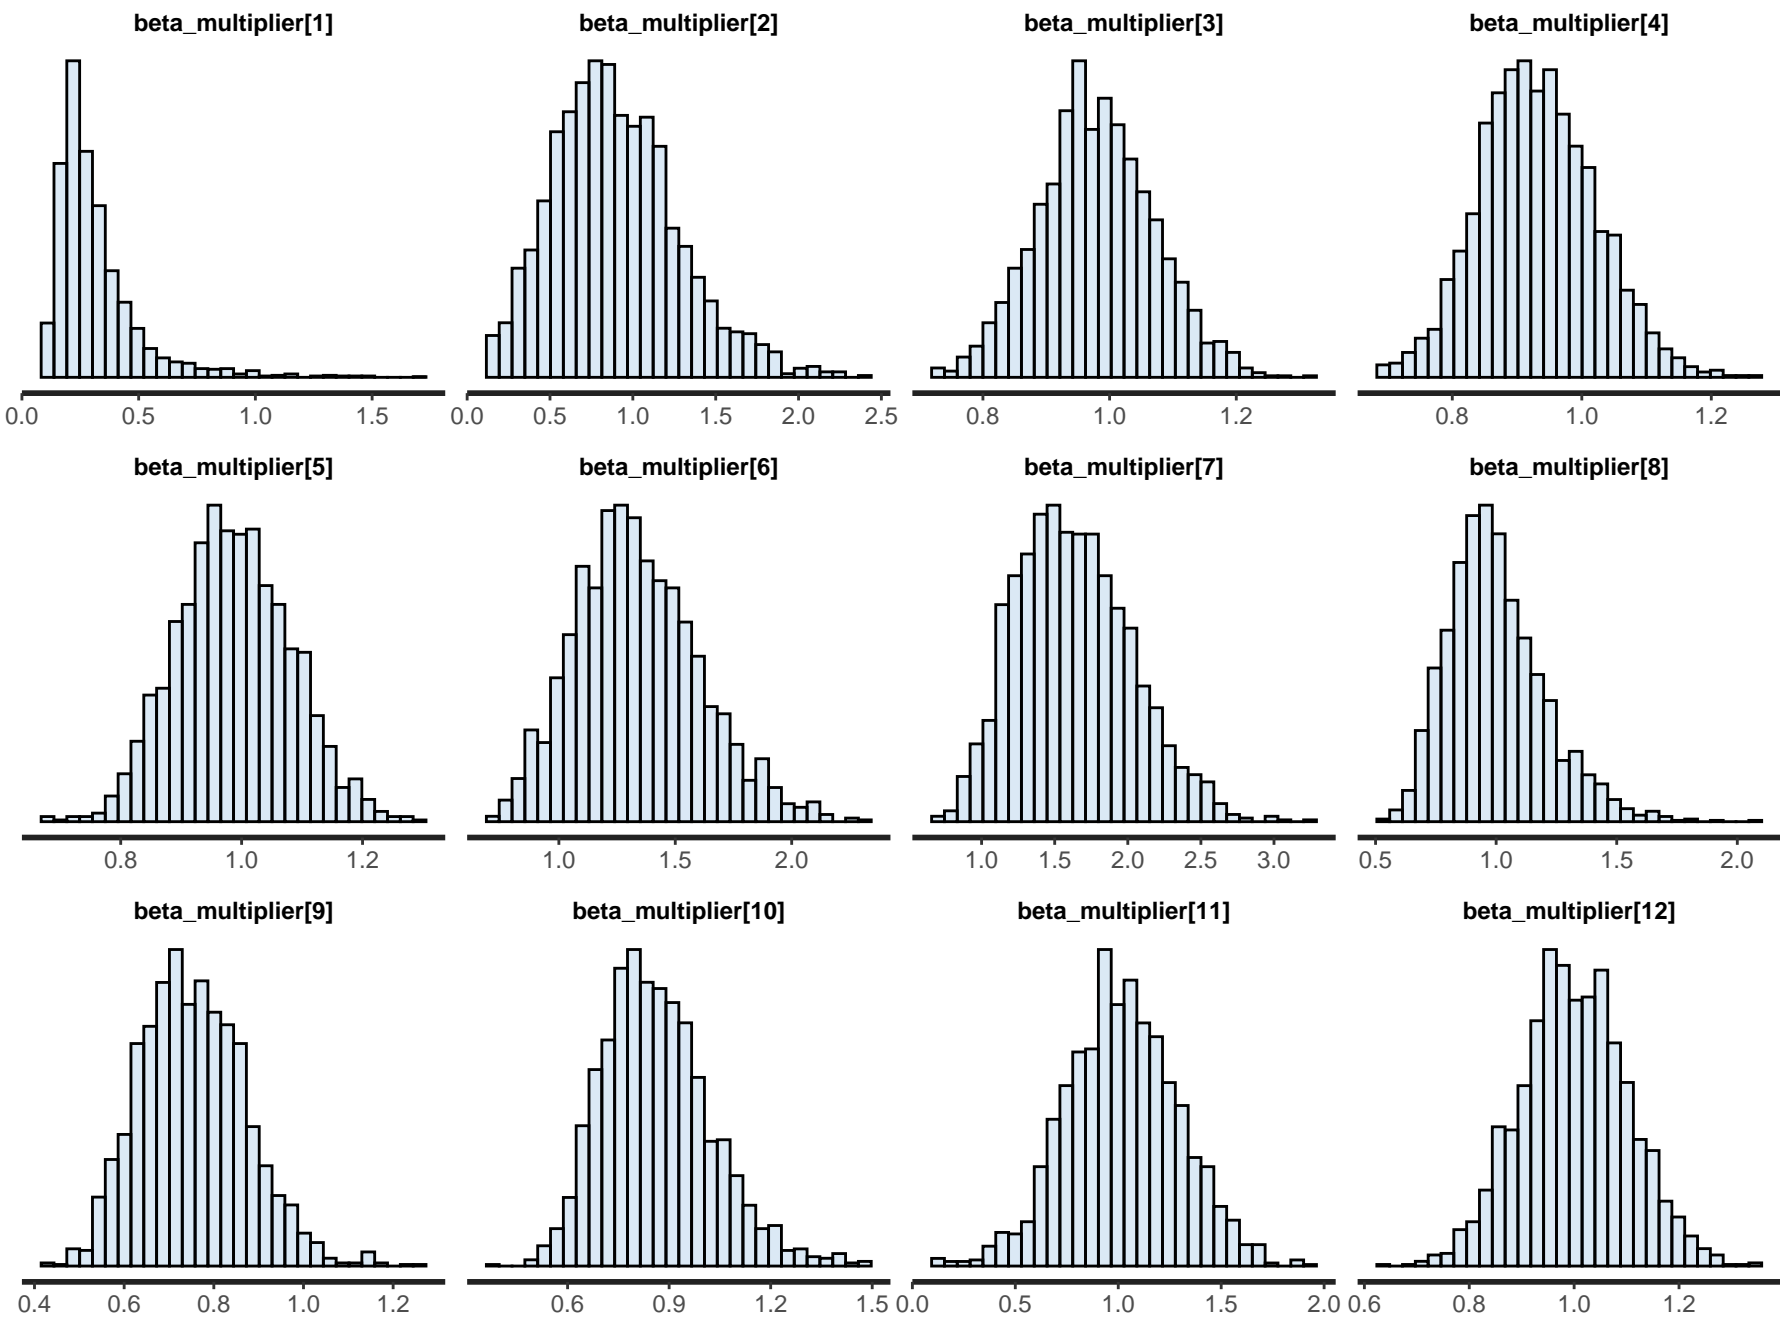 beta_multiplier[1] beta_multiplier[2] beta_multiplier[3] beta_multiplier[4]
0.0 0.5 1.0 1.5 0.0 0.5 1.0 1.5 2.0 2.5 0.8 1.0 1.2 0.8 1.0 1.2
beta_multiplier[5] beta_multiplier[6] beta_multiplier[7] beta_multiplier[8]
0.8 1.0 1.2 1.0 1.5 2.0 1.0 1.5 2.0 2.5 3.0 0.5 1.0 1.5 2.0
beta_multiplier[9] beta_multiplier[10] beta_multiplier[11] beta_multiplier[12]
0.4 0.6 0.8 1.0 1.2 0.6 0.9 1.2 1.5 0.0 0.5 1.0 1.5 2.0 0.6 0.8 1.0 1.2